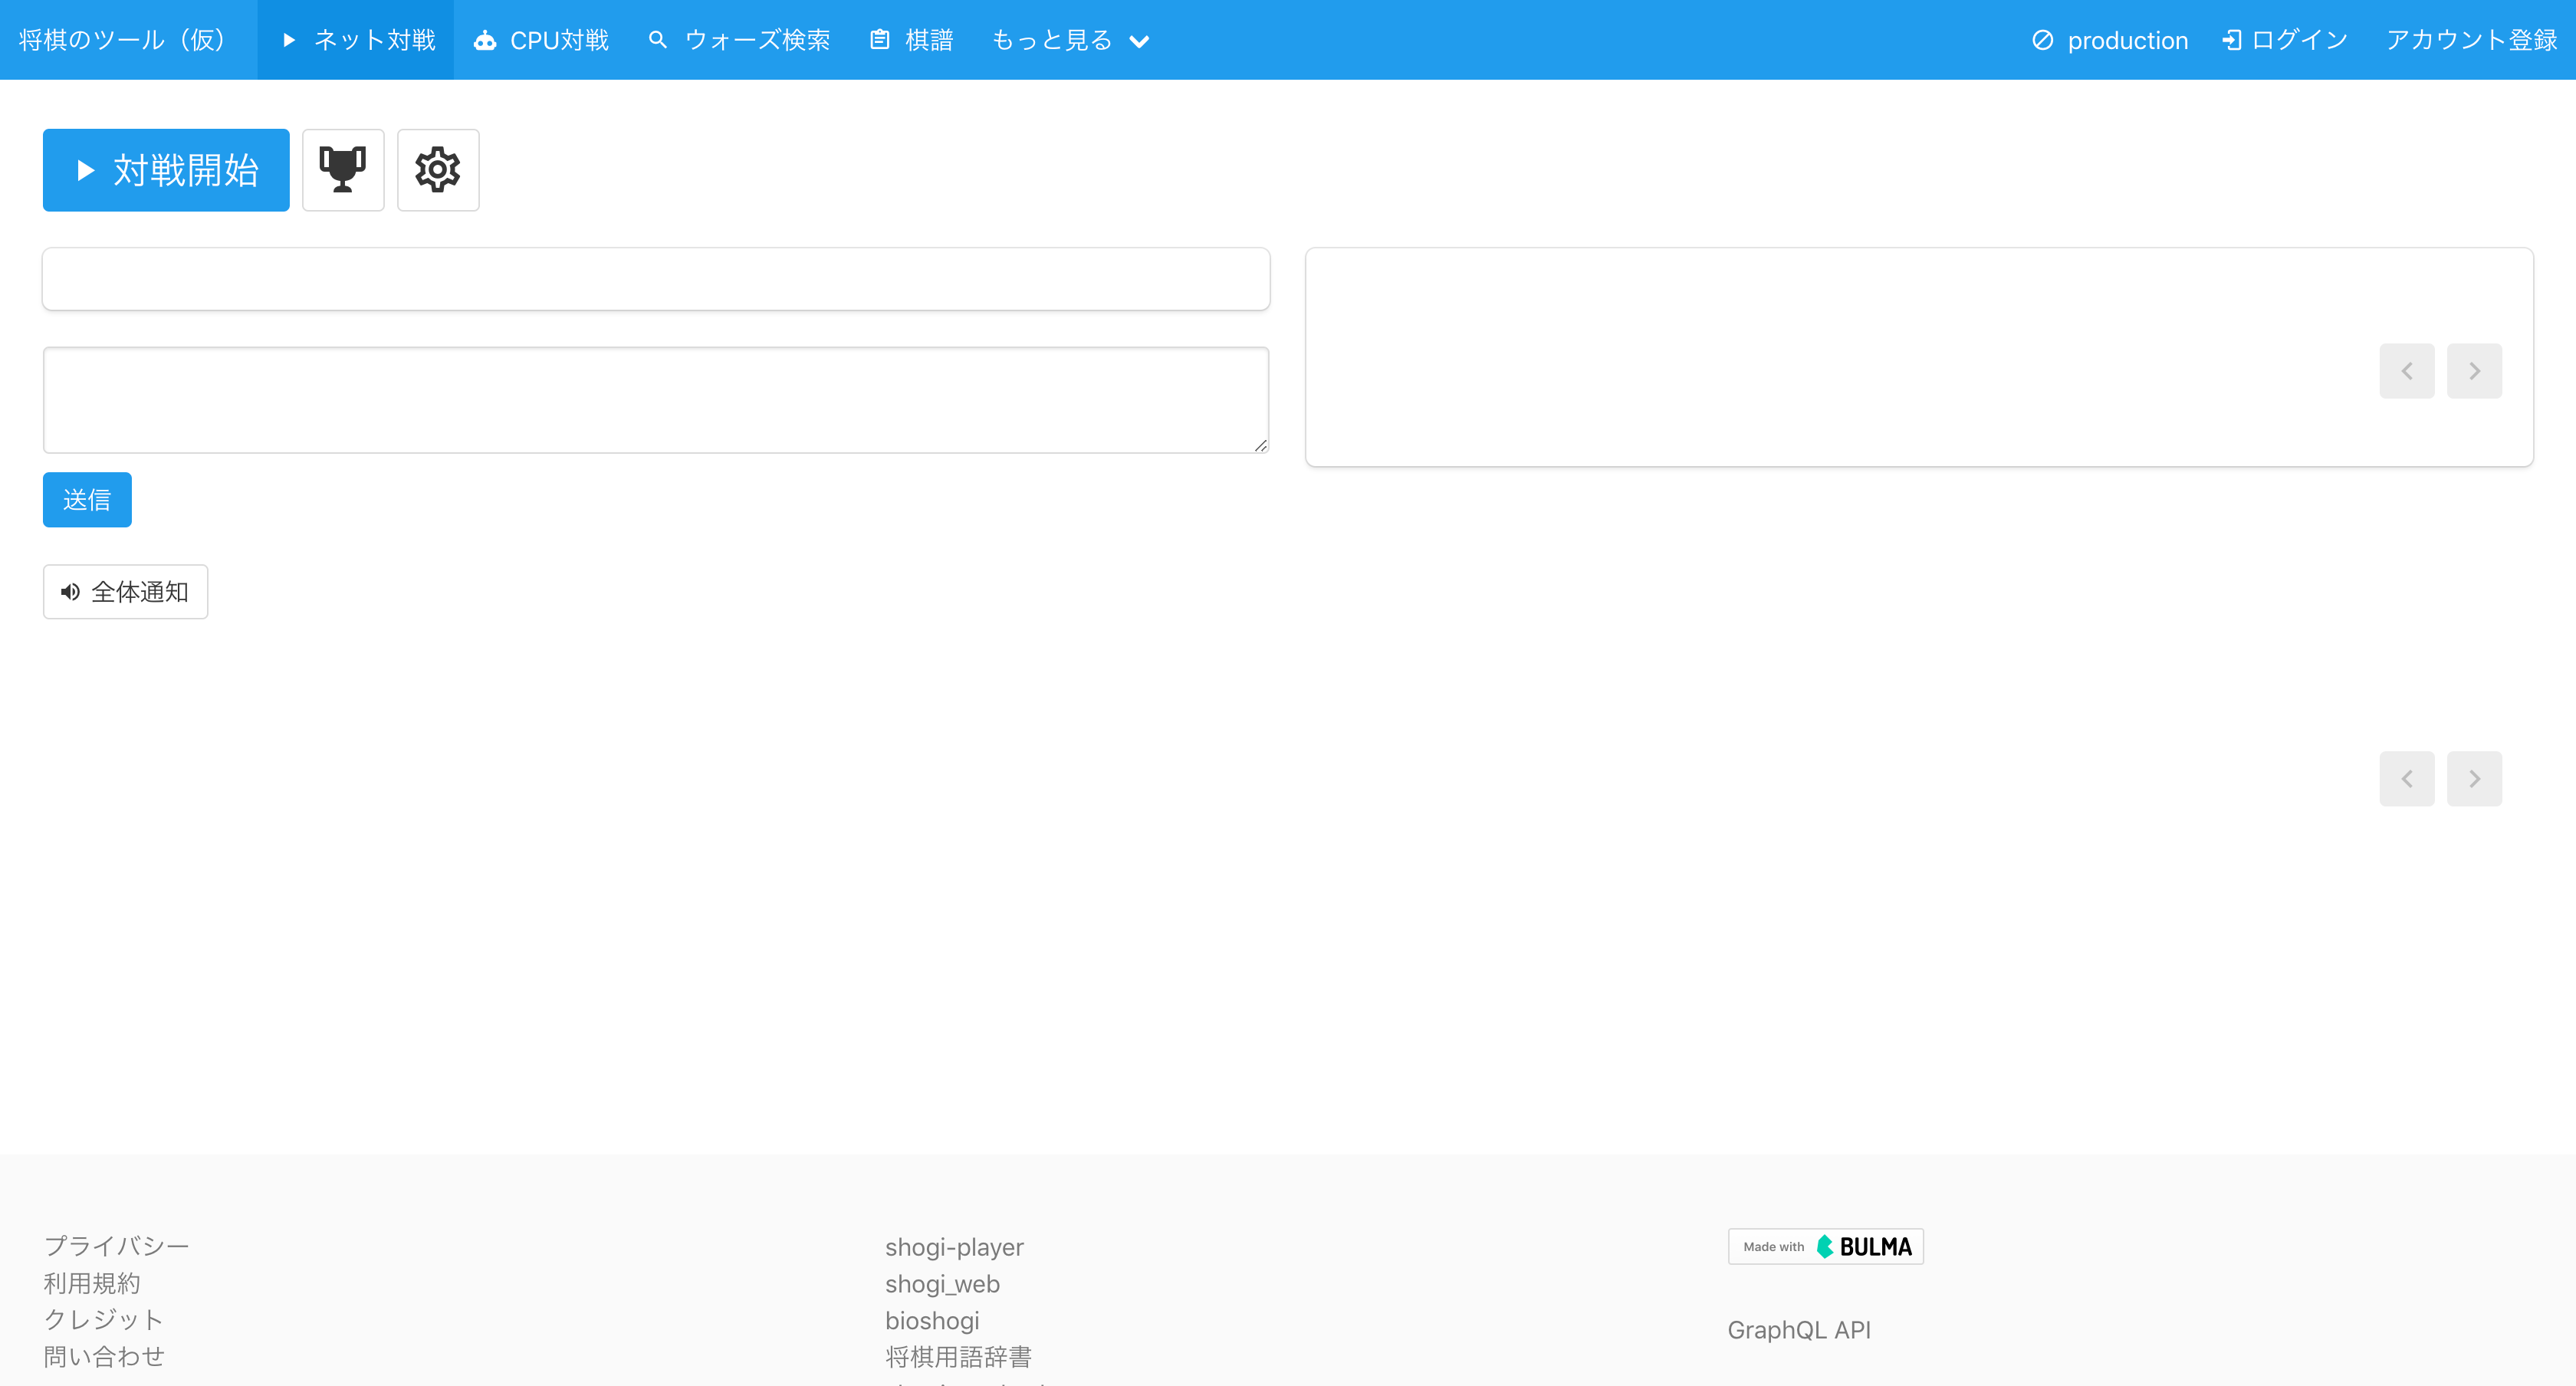 将棋のツール（仮） ネット対戦 CPU対戦 ウォーズ検索 棋譜 もっと見る production ログイン アカウント登録
対戦開始
送信
全体通知
プライバシー
利用規約
クレジット
問い合わせ
shogi-player
shogi_web
bioshogi
将棋用語辞書
Made with BULMA
GraphQL API